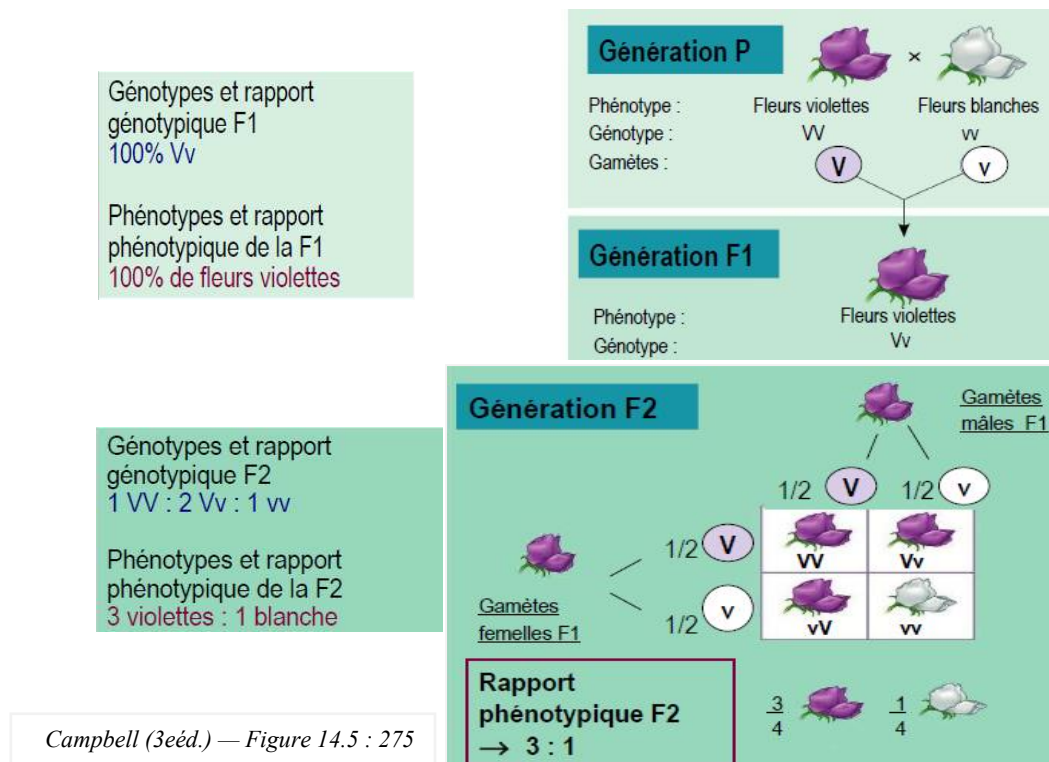 Génération P
Phénotype : Fleurs violettes Fleurs blanches
Génotype : VV vv
Gamètes : V v
×
Génotypes et rapport
génotypique F1
100% Vv
Phénotypes et rapport
phénotypique de la F1
100% de fleurs violettes
Génération F1
Phénotype : Fleurs violettes
Génotype : Vv
Génotypes et rapport
génotypique F2
1 VV : 2 Vv : 1 vv
Phénotypes et rapport
phénotypique de la F2
3 violettes : 1 blanche
Génération F2
Gamètes
mâles F1
1/2 V 1/2 v
1/2 V VV Vv
1/2 v vV vv
Gamètes
femelles F1
Rapport
phénotypique F2
→ 3 : 1
3/4 1/4
Campbell (3eéd.) — Figure 14.5 : 275